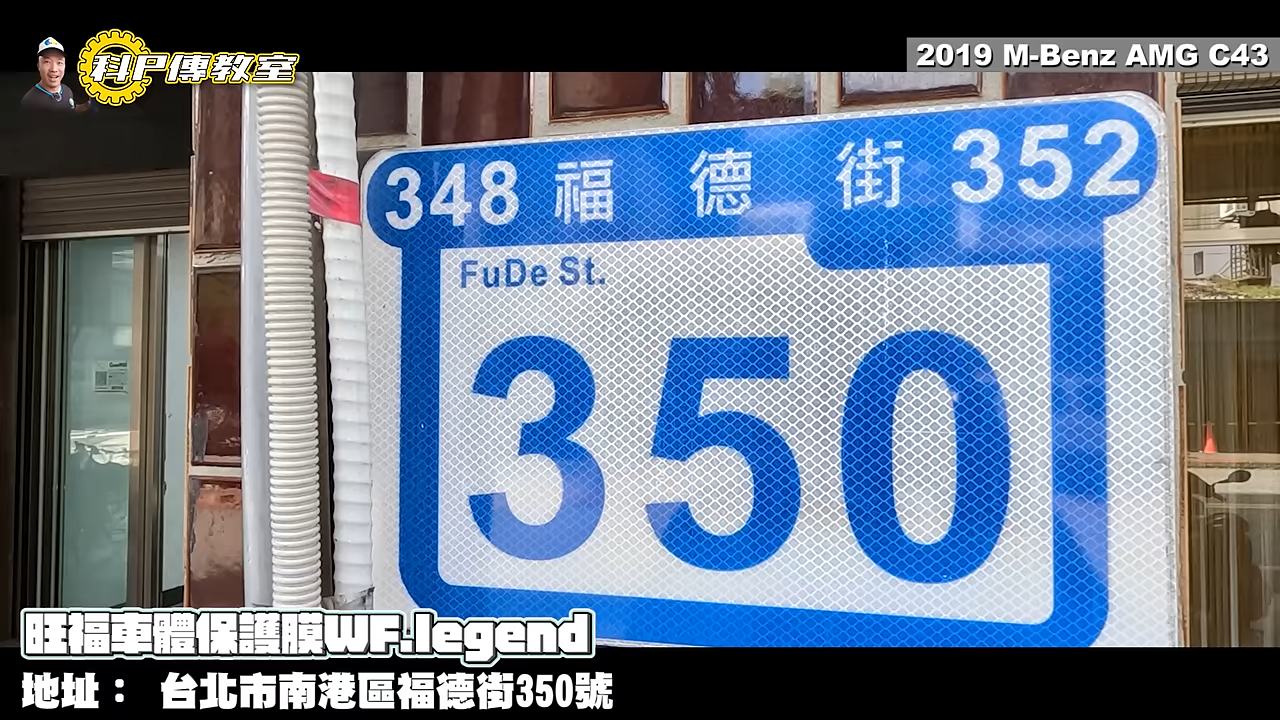 科P傳教室
2019 M-Benz AMG C43
348 福德街 352
FuDe St.
350
旺福車體保護膜WF.legend
地址： 台北市南港區福德街350號